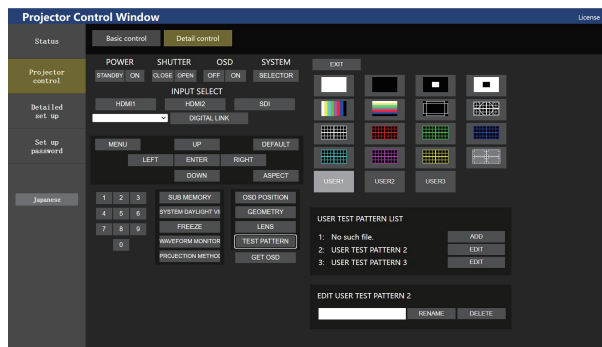 Projector Control Window
License
Status
Projector
control
Detailed
set up
Set up
password
Japanese
Basic control
Detail control
POWER SHUTTER OSD SYSTEM
STANDBY ON CLOSE OPEN OFF ON SELECTOR
INPUT SELECT
HDMI1 HDMI2 SDI
DIGITAL LINK
MENU UP DEFAULT
LEFT ENTER RIGHT
DOWN ASPECT
1 2 3
4 5 6
7 8 9
0
SUB MEMORY
SYSTEM DAYLIGHT VI
FREEZE
WAVEFORM MONITOR
PROJECTION METHOD
OSD POSITION
GEOMETRY
LENS
TEST PATTERN
GET OSD
EXIT
USER1 USER2 USER3
USER TEST PATTERN LIST
1: No such file. ADD
2: USER TEST PATTERN 2 EDIT
3: USER TEST PATTERN 3 EDIT
EDIT USER TEST PATTERN 2
RENAME DELETE